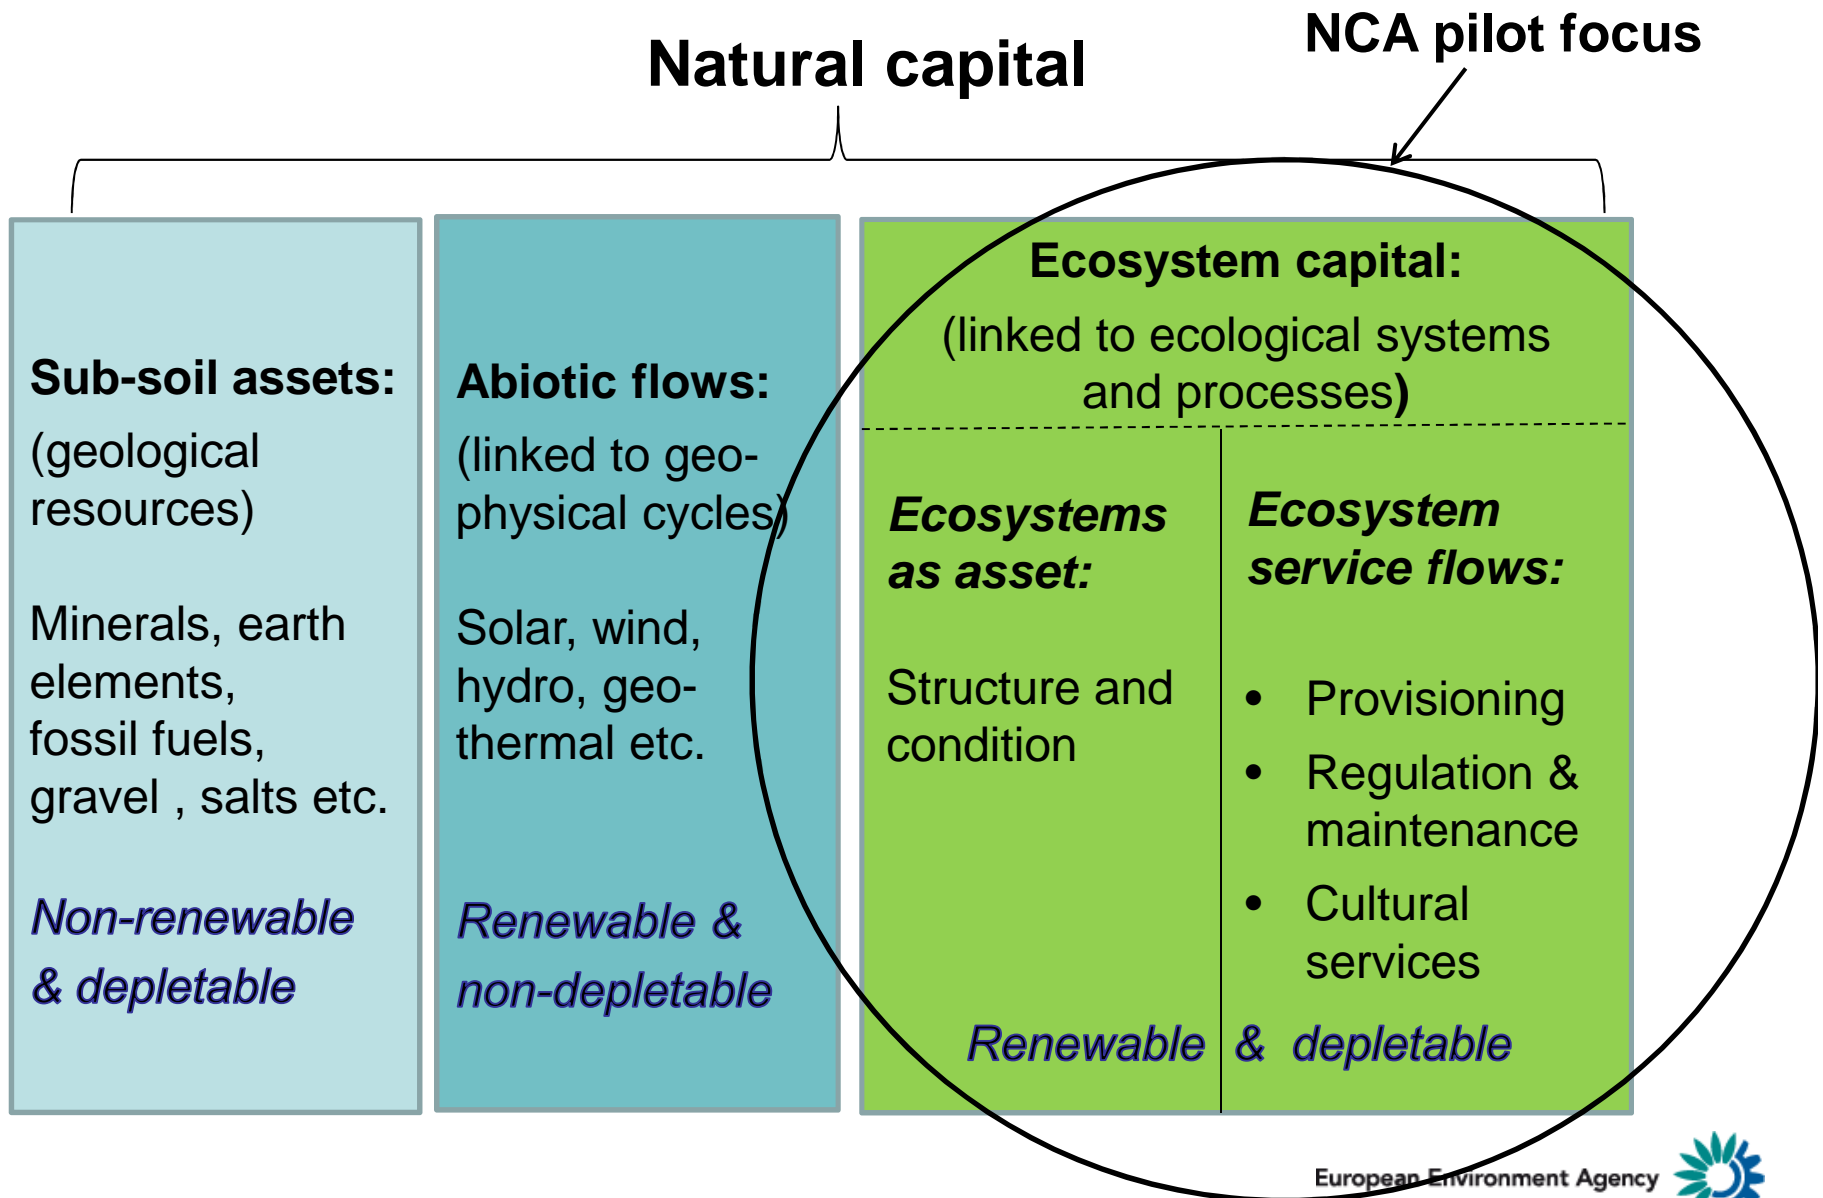 NCA pilot focus
Natural capital
Sub-soil assets:
(geological
resources)
Minerals, earth
elements,
fossil fuels,
gravel , salts etc.
Non-renewable
& depletable
Abiotic flows:
(linked to geo-
physical cycles)
Solar, wind,
hydro, geo-
thermal etc.
Renewable &
non-depletable
Ecosystem capital:
(linked to ecological systems
and processes)
Ecosystems
as asset:
Structure and
condition
Ecosystem
service flows:
• Provisioning
• Regulation &
maintenance
• Cultural
services
Renewable & depletable
European Environment Agency